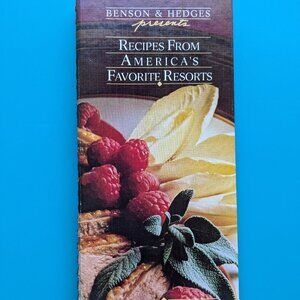 BENSON & HEDGES
presents
RECIPES FROM
AMERICA'S
FAVORITE RESORTS